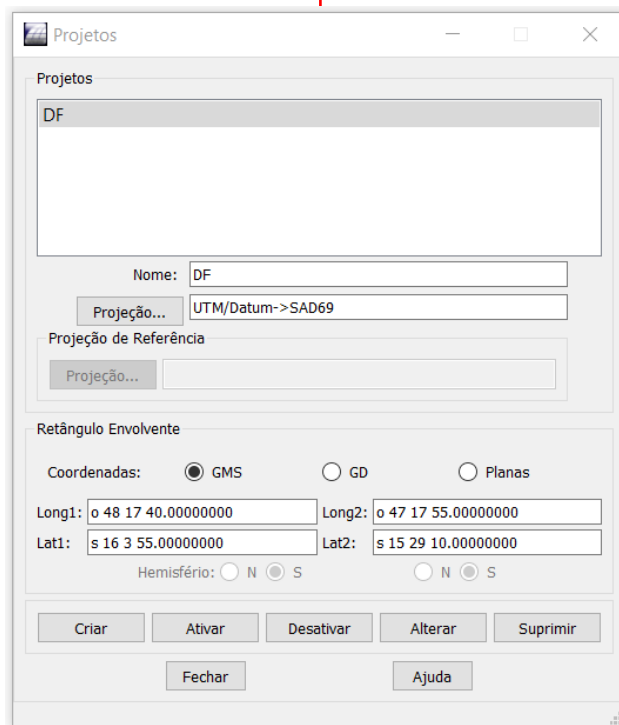 Projetos
Projetos
DF
Nome: DF
Projeção... UTM/Datum->SAD69
Projeção de Referência
Projeção...
Retângulo Envolvente
Coordenadas: GMS GD Planas
Long1: o 48 17 40.00000000 Long2: o 47 17 55.00000000
Lat1: s 16 3 55.00000000 Lat2: s 15 29 10.00000000
Hemisfério: N S N S
Criar Ativar Desativar Alterar Suprimir
Fechar Ajuda